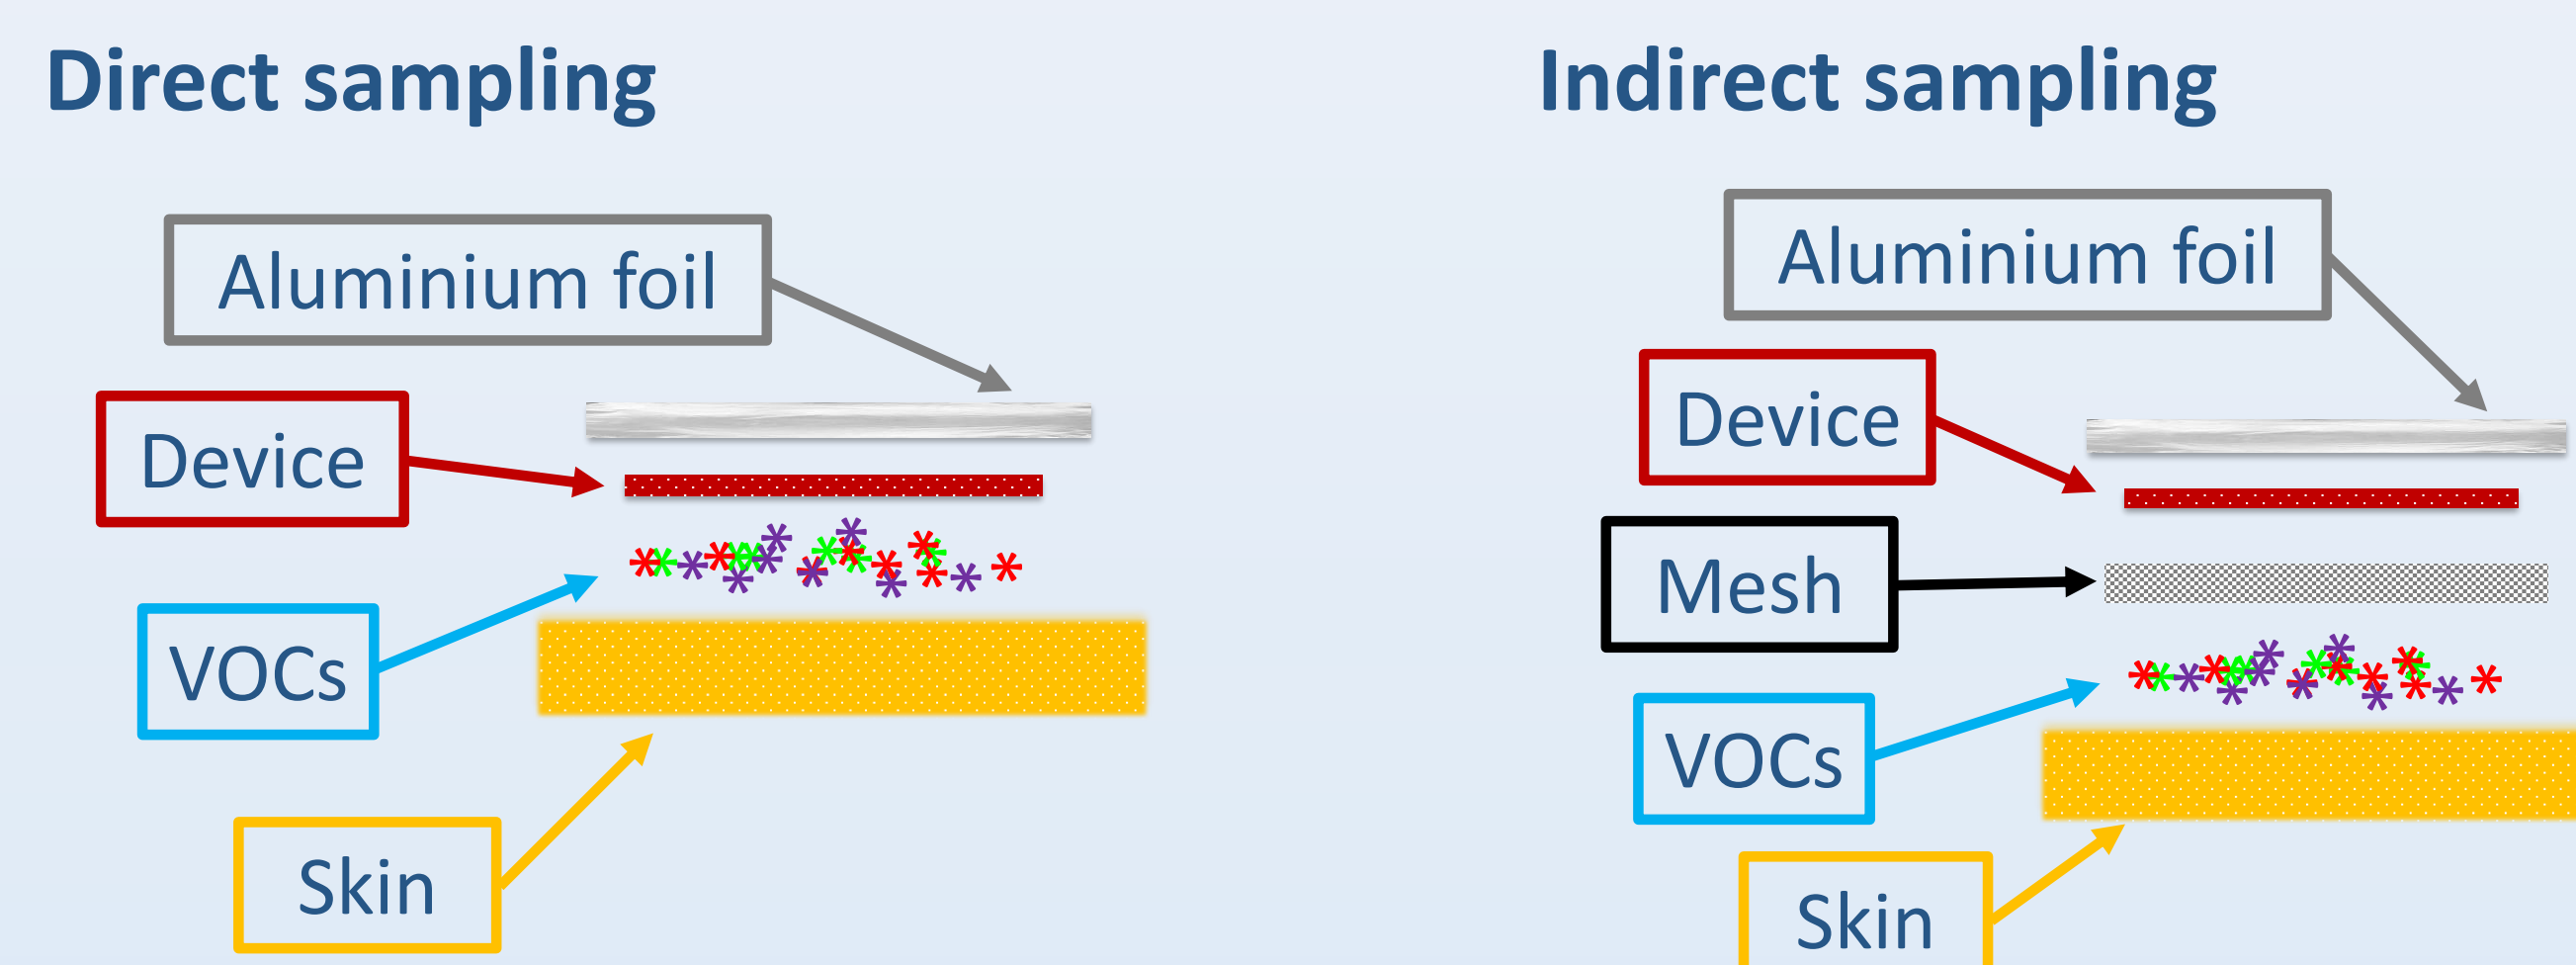 Direct sampling
Aluminium foil
Device
VOCs
Skin
Indirect sampling
Aluminium foil
Device
Mesh
VOCs
Skin